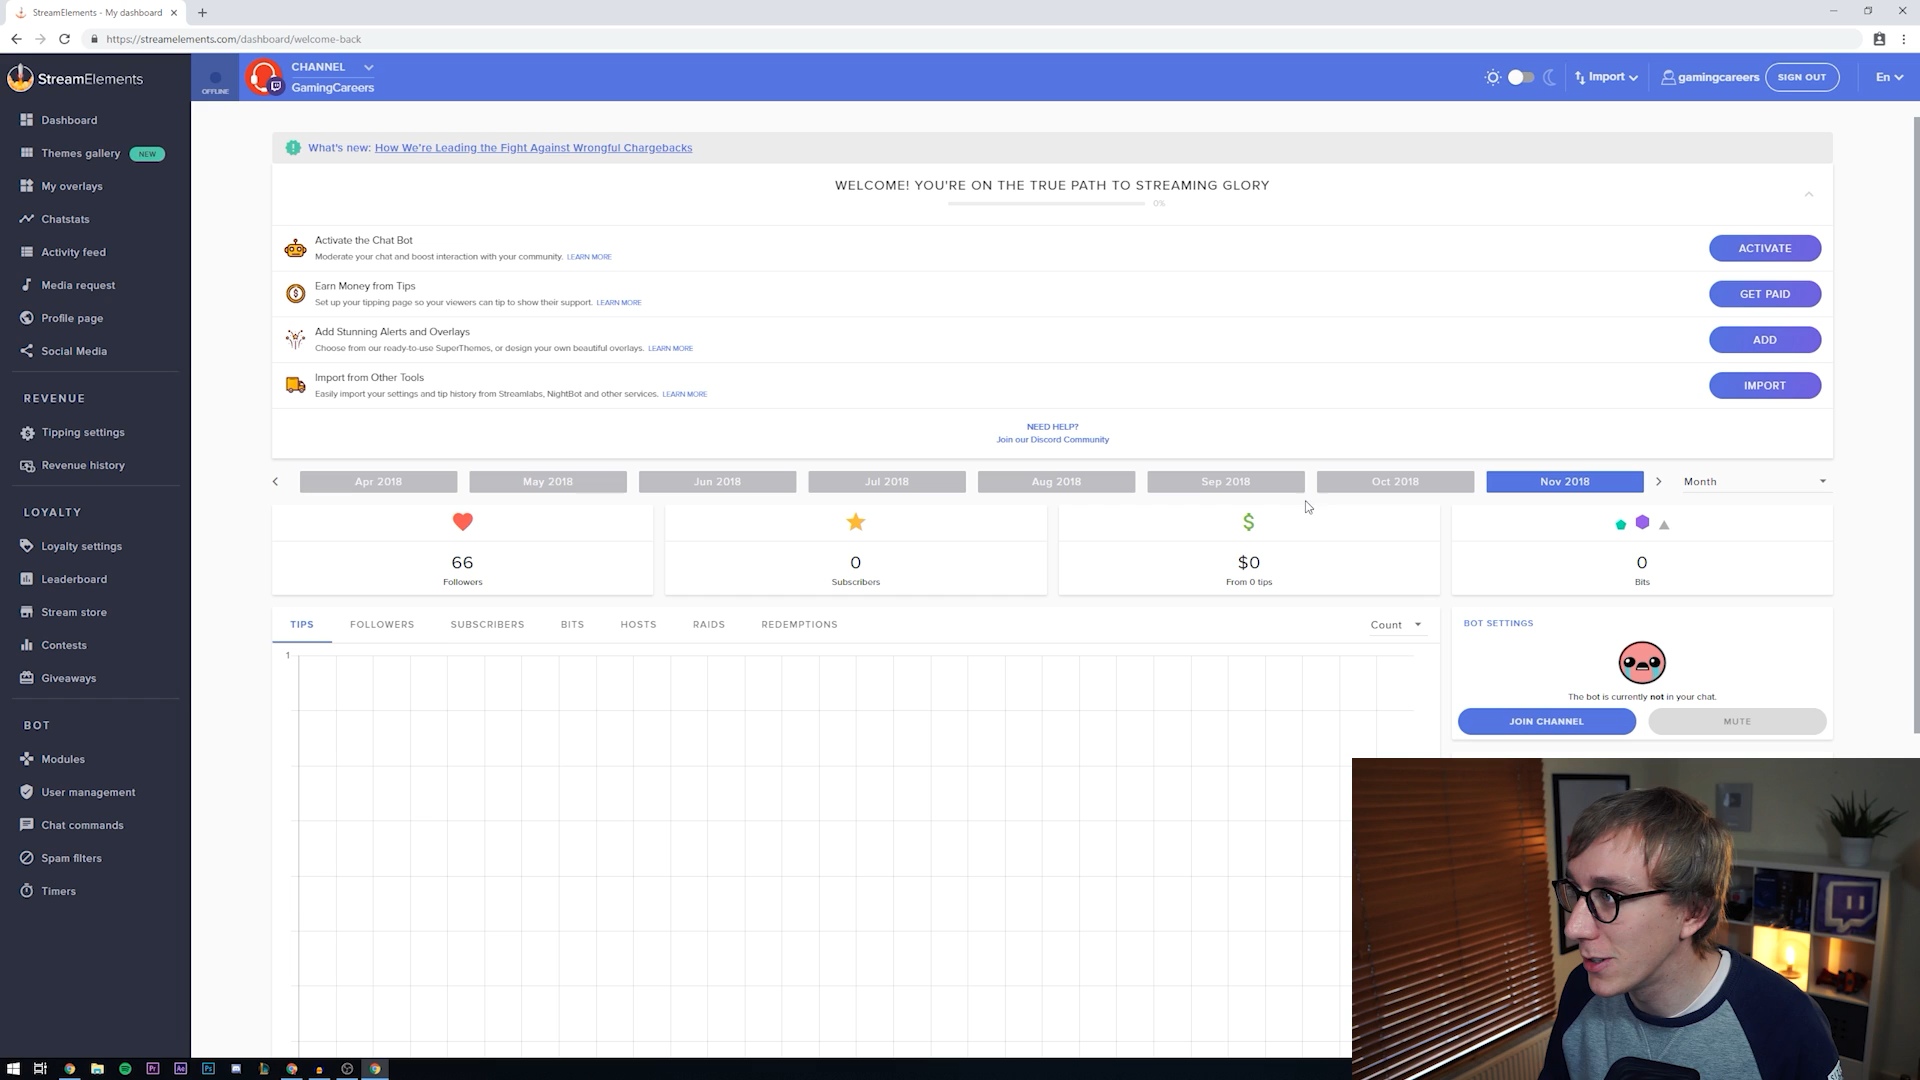 StreamElements - My dashboard
https://streamelements.com/dashboard/welcome-back
StreamElements
OFFLINE
CHANNEL
GamingCareers
Import
gamingcareers
SIGN OUT
En
Dashboard
Themes gallery NEW
My overlays
Chatstats
Activity feed
Media request
Profile page
Social Media
REVENUE
Tipping settings
Revenue history
LOYALTY
Loyalty settings
Leaderboard
Stream store
Contests
Giveaways
BOT
Modules
User management
Chat commands
Spam filters
Timers
What's new: How We're Leading the Fight Against Wrongful Chargebacks
WELCOME! YOU'RE ON THE TRUE PATH TO STREAMING GLORY
0%
Activate the Chat Bot
Moderate your chat and boost interaction with your community. LEARN MORE
ACTIVATE
Earn Money from Tips
Set up your tipping page so your viewers can tip to show their support. LEARN MORE
GET PAID
Add Stunning Alerts and Overlays
Choose from our ready-to-use SuperThemes, or design your own beautiful overlays. LEARN MORE
ADD
Import from Other Tools
Easily import your settings and tip history from Streamlabs, NightBot and other services. LEARN MORE
IMPORT
NEED HELP?
Join our Discord Community
Apr 2018 May 2018 Jun 2018 Jul 2018 Aug 2018 Sep 2018 Oct 2018 Nov 2018 Month
66
Followers
0
Subscribers
$
$0
From 0 tips
0
Bits
TIPS FOLLOWERS SUBSCRIBERS BITS HOSTS RAIDS REDEMPTIONS Count
1
BOT SETTINGS
The bot is currently not in your chat.
JOIN CHANNEL MUTE
Pr Ae Ps